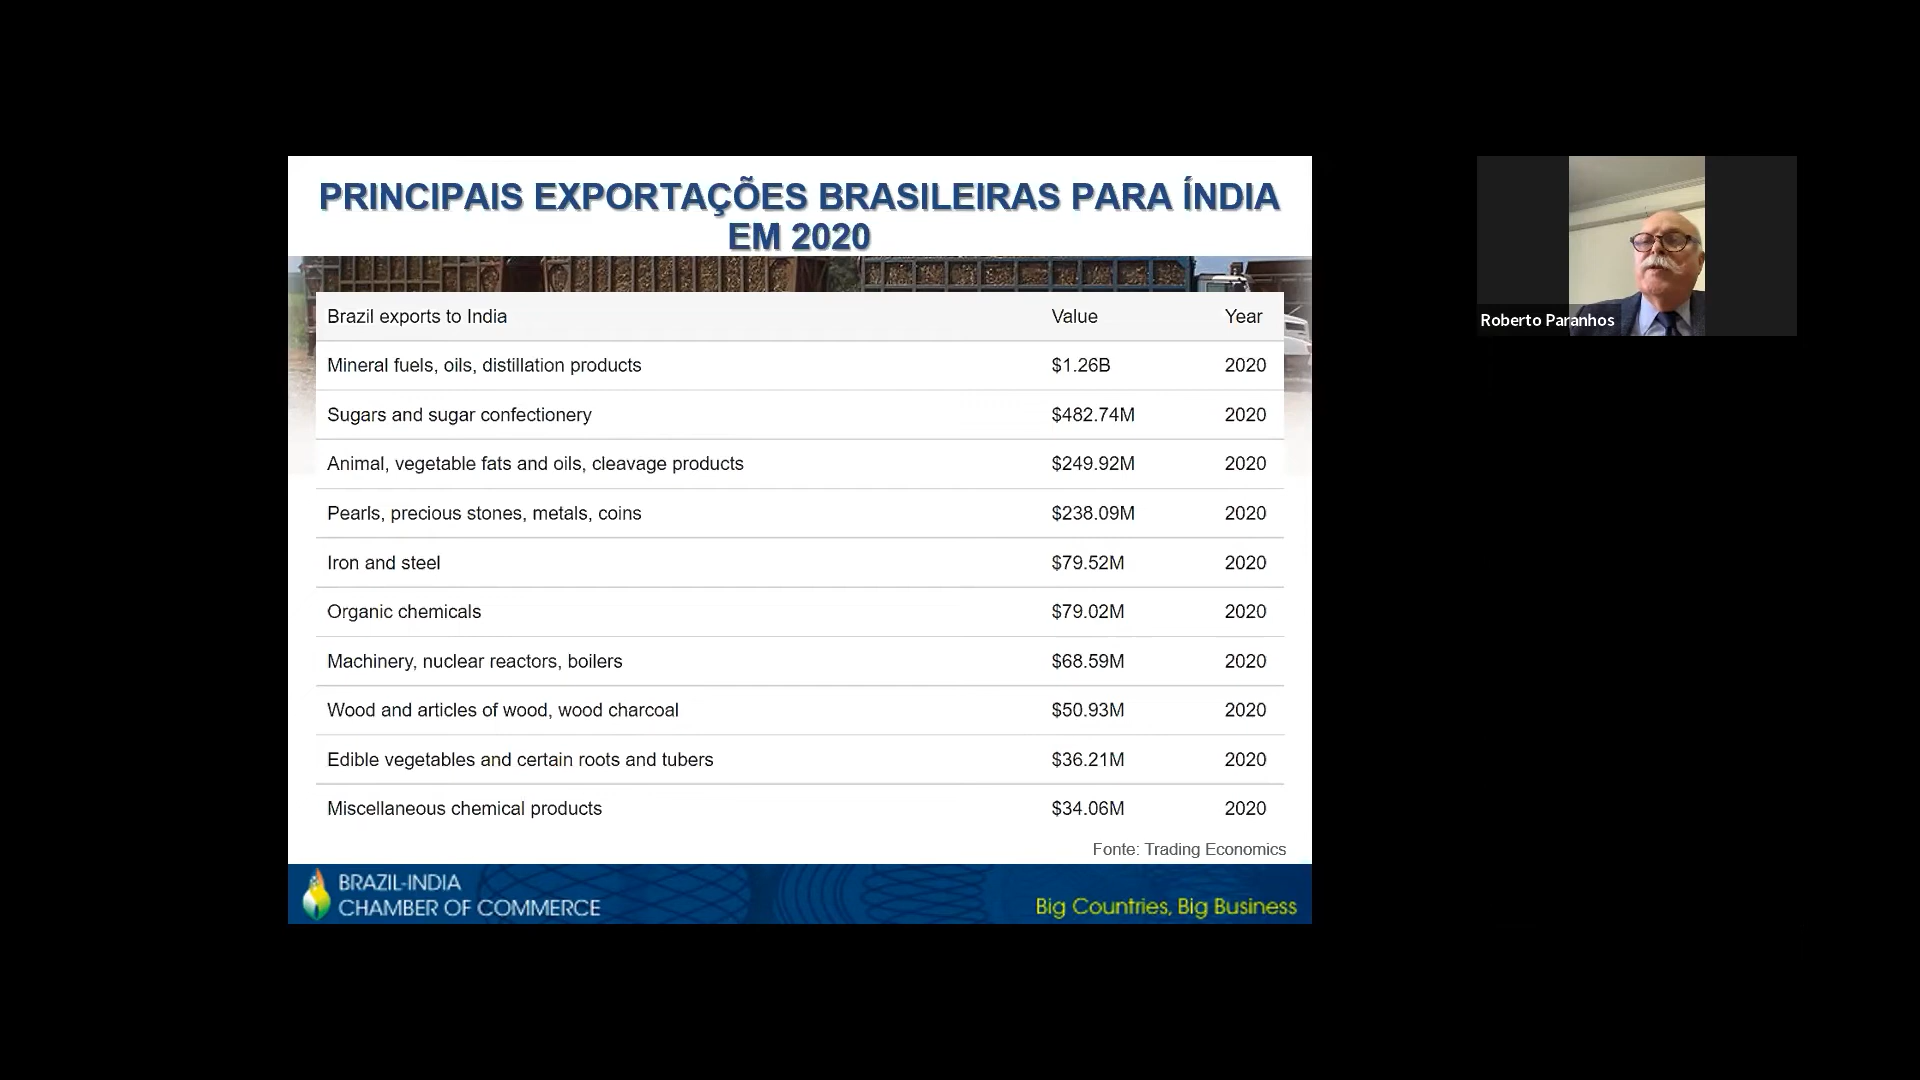 PRINCIPAIS EXPORTAÇÕES BRASILEIRAS PARA ÍNDIA
EM 2020
Brazil exports to India Value Year
Mineral fuels, oils, distillation products $1.26B 2020
Sugars and sugar confectionery $482.74M 2020
Animal, vegetable fats and oils, cleavage products $249.92M 2020
Pearls, precious stones, metals, coins $238.09M 2020
Iron and steel $79.52M 2020
Organic chemicals $79.02M 2020
Machinery, nuclear reactors, boilers $68.59M 2020
Wood and articles of wood, wood charcoal $50.93M 2020
Edible vegetables and certain roots and tubers $36.21M 2020
Miscellaneous chemical products $34.06M 2020
Fonte: Trading Economics
BRAZIL-INDIA
CHAMBER OF COMMERCE
Big Countries, Big Business
Roberto Paranhos